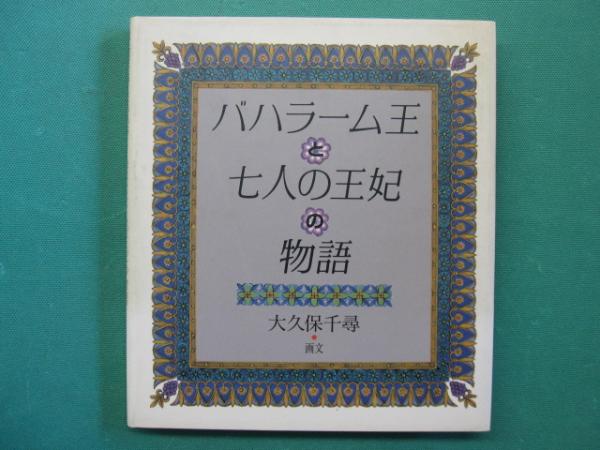 バハラーム王
と
七人の王妃
の
物語
大久保千尋
画文